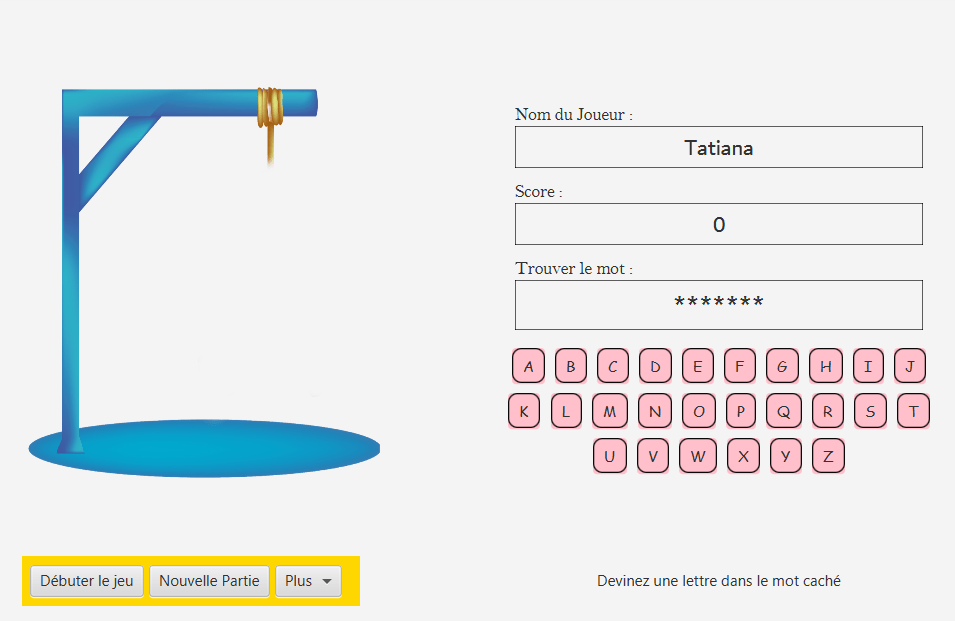 Nom du Joueur :
Tatiana
Score :
0
Trouver le mot :
*******
A B C D E F G H I J
K L M N O P Q R S T
U V W X Y Z
Débuter le jeu Nouvelle Partie Plus
Devinez une lettre dans le mot caché